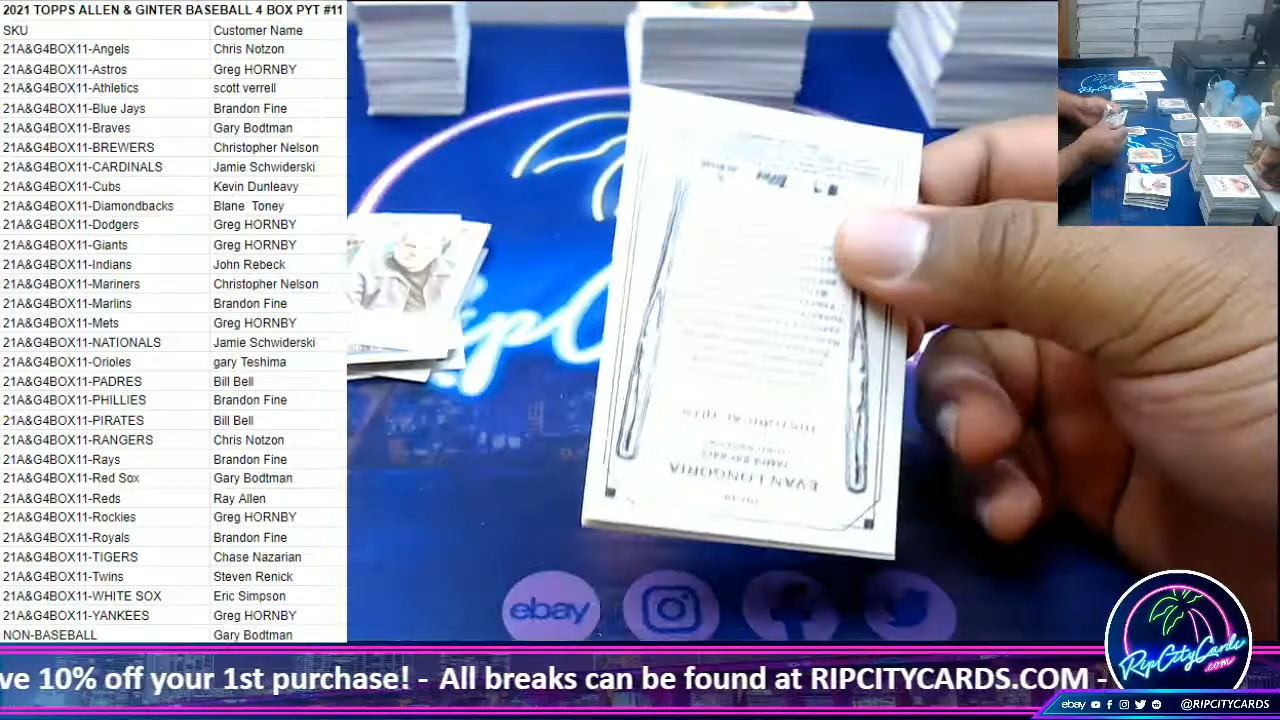 2021 TOPPS ALLEN & GINTER BASEBALL 4 BOX PYT #11
SKU Customer Name
21A&G4BOX11-Angels Chris Notzon
21A&G4BOX11-Astros Greg HORNBY
21A&G4BOX11-Athletics scott verrell
21A&G4BOX11-Blue Jays Brandon Fine
21A&G4BOX11-Braves Gary Bodtman
21A&G4BOX11-BREWERS Christopher Nelson
21A&G4BOX11-CARDINALS Jamie Schwiderski
21A&G4BOX11-Cubs Kevin Dunleavy
21A&G4BOX11-Diamondbacks Blane Toney
21A&G4BOX11-Dodgers Greg HORNBY
21A&G4BOX11-Giants Greg HORNBY
21A&G4BOX11-Indians John Rebeck
21A&G4BOX11-Mariners Christopher Nelson
21A&G4BOX11-Marlins Brandon Fine
21A&G4BOX11-Mets Greg HORNBY
21A&G4BOX11-NATIONALS Jamie Schwiderski
21A&G4BOX11-Orioles gary Teshima
21A&G4BOX11-PADRES Bill Bell
21A&G4BOX11-PHILLIES Brandon Fine
21A&G4BOX11-PIRATES Bill Bell
21A&G4BOX11-RANGERS Chris Notzon
21A&G4BOX11-Rays Brandon Fine
21A&G4BOX11-Red Sox Gary Bodtman
21A&G4BOX11-Reds Ray Allen
21A&G4BOX11-Rockies Greg HORNBY
21A&G4BOX11-Royals Brandon Fine
21A&G4BOX11-TIGERS Chase Nazarian
21A&G4BOX11-Twins Steven Renick
21A&G4BOX11-WHITE SOX Eric Simpson
21A&G4BOX11-YANKEES Greg HORNBY
NON-BASEBALL Gary Bodtman
HISTORICAL HITS
TAMPA BAY RAYS
EVAN LONGORIA
ebay
ve 10% off your 1st purchase! - All breaks can be found at RIPCITYCARDS.COM -
RipCityCards
.com
ebay @RIPCITYCARDS